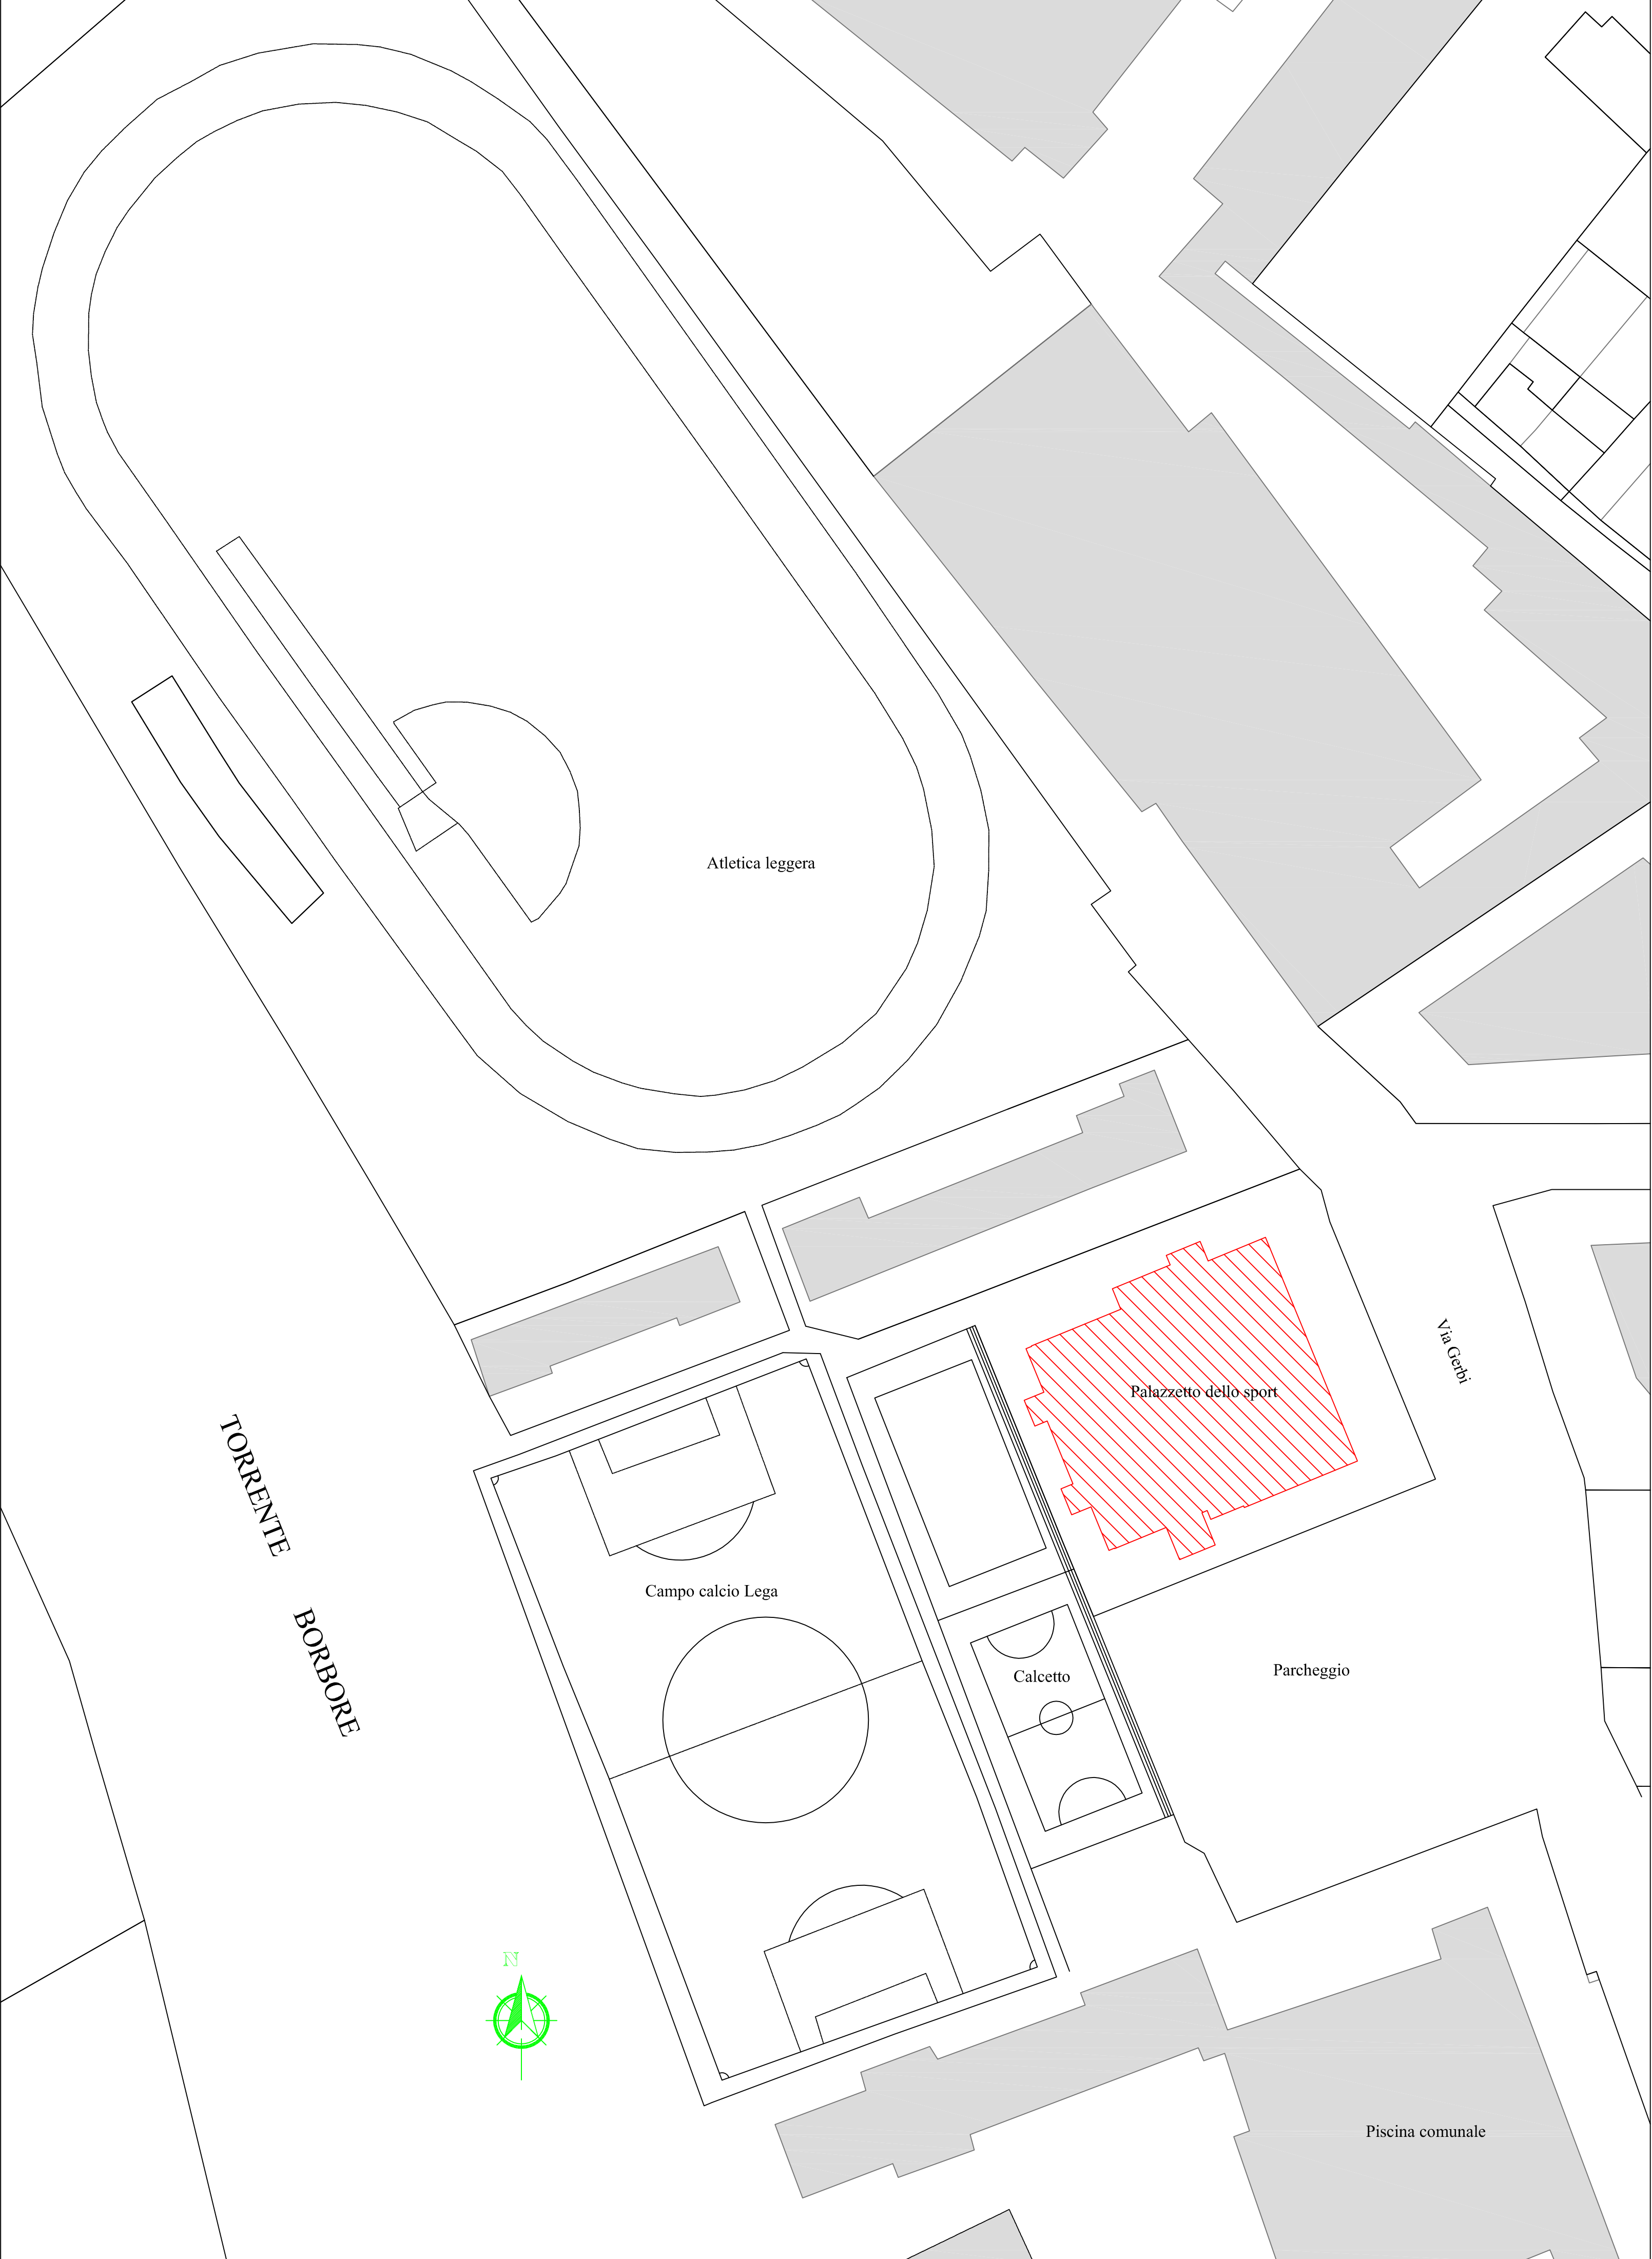 Atletica leggera
Via Gerbi
Palazzetto dello sport
TORRENTE BORBORE
Campo calcio Lega
Calcetto
Parcheggio
N
Piscina comunale